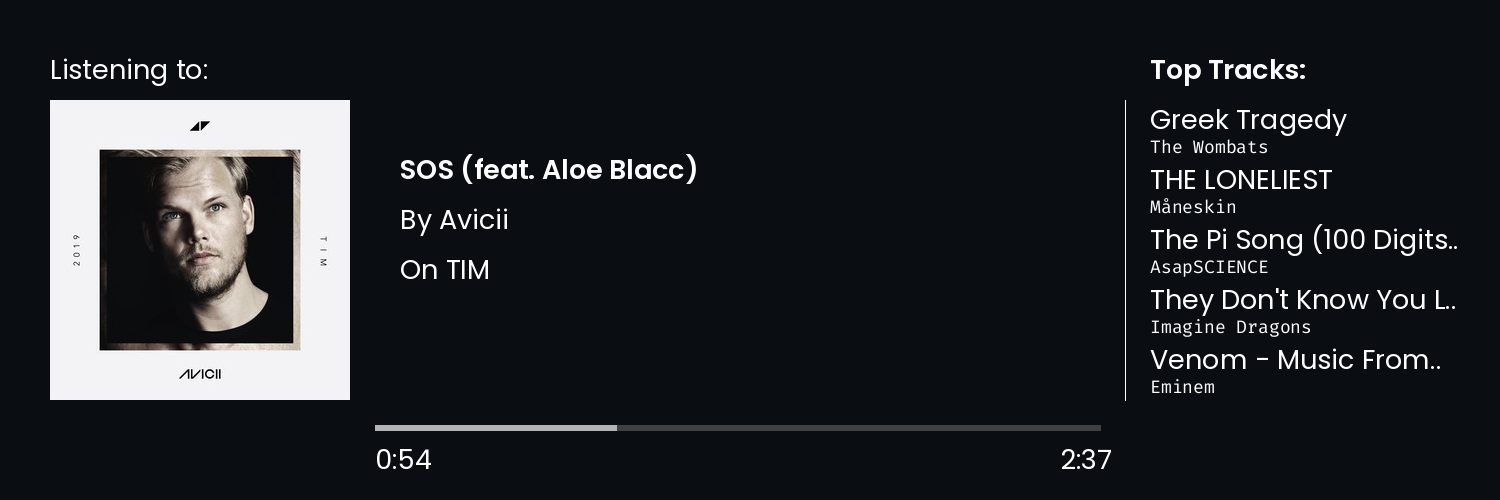 Listening to:
2019
TIM
AVICII
SOS (feat. Aloe Blacc)
By Avicii
On TIM
0:54
2:37
Top Tracks:
Greek Tragedy
The Wombats
THE LONELIEST
Måneskin
The Pi Song (100 Digits..
AsapSCIENCE
They Don't Know You L..
Imagine Dragons
Venom - Music From..
Eminem